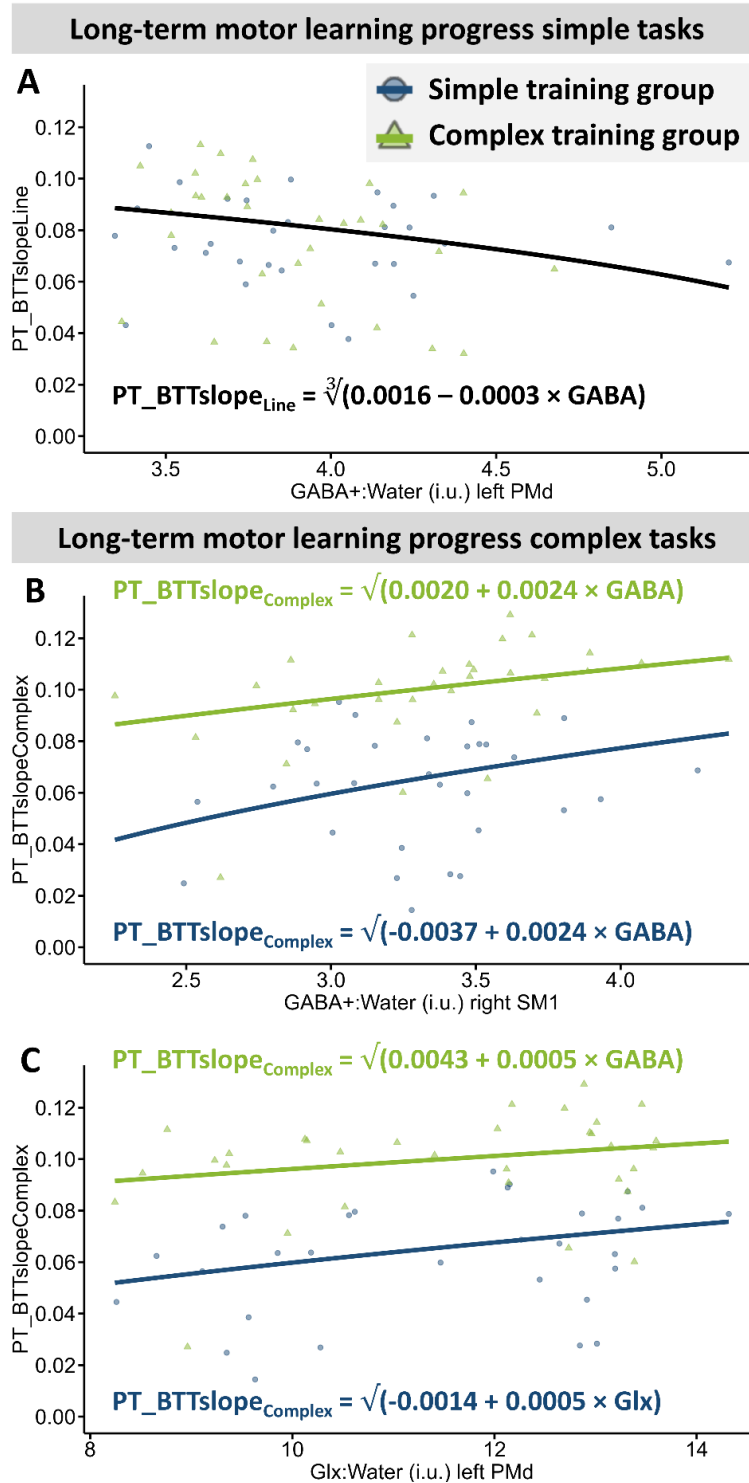 Long-term motor learning progress simple tasks
A
Simple training group
Complex training group
0.12
0.10
0.08
0.06
0.04
0.02
0.00
PT_BTTslopeLine
PT_BTTslopeLine = ∛(0.0016 – 0.0003 × GABA)
3.5 4.0 4.5 5.0
GABA+:Water (i.u.) left PMd
Long-term motor learning progress complex tasks
B
PT_BTTslopeComplex = √(0.0020 + 0.0024 × GABA)
0.12
0.10
0.08
0.06
0.04
0.02
0.00
PT_BTTslopeComplex
PT_BTTslopeComplex = √(-0.0037 + 0.0024 × GABA)
2.5 3.0 3.5 4.0
GABA+:Water (i.u.) right SM1
C
PT_BTTslopeComplex = √(0.0043 + 0.0005 × GABA)
0.12
0.10
0.08
0.06
0.04
0.02
0.00
PT_BTTslopeComplex
PT_BTTslopeComplex = √(-0.0014 + 0.0005 × Glx)
8 10 12 14
Glx:Water (i.u.) left PMd